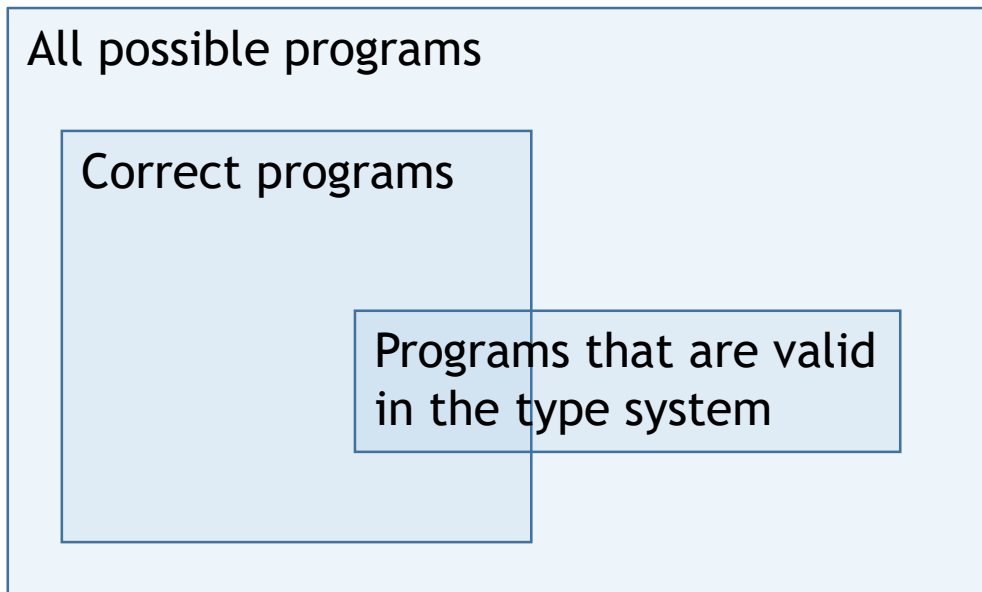 All possible programs
Correct programs
Programs that are valid
in the type system